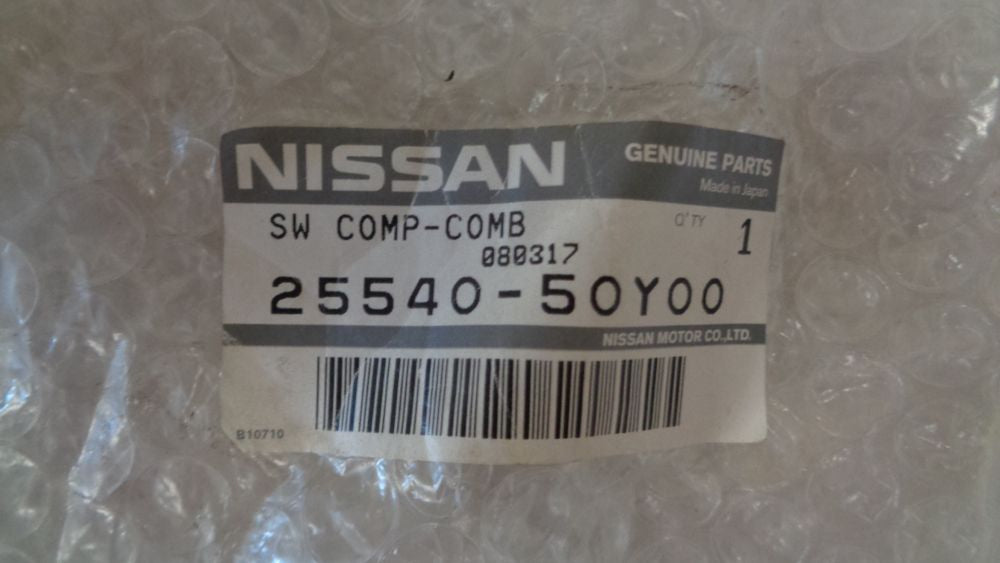 NISSAN GENUINE PARTS
Made in Japan
SW COMP-COMB Q'TY 1
080317
25540-50Y00
NISSAN MOTOR CO.,LTD.
B10710